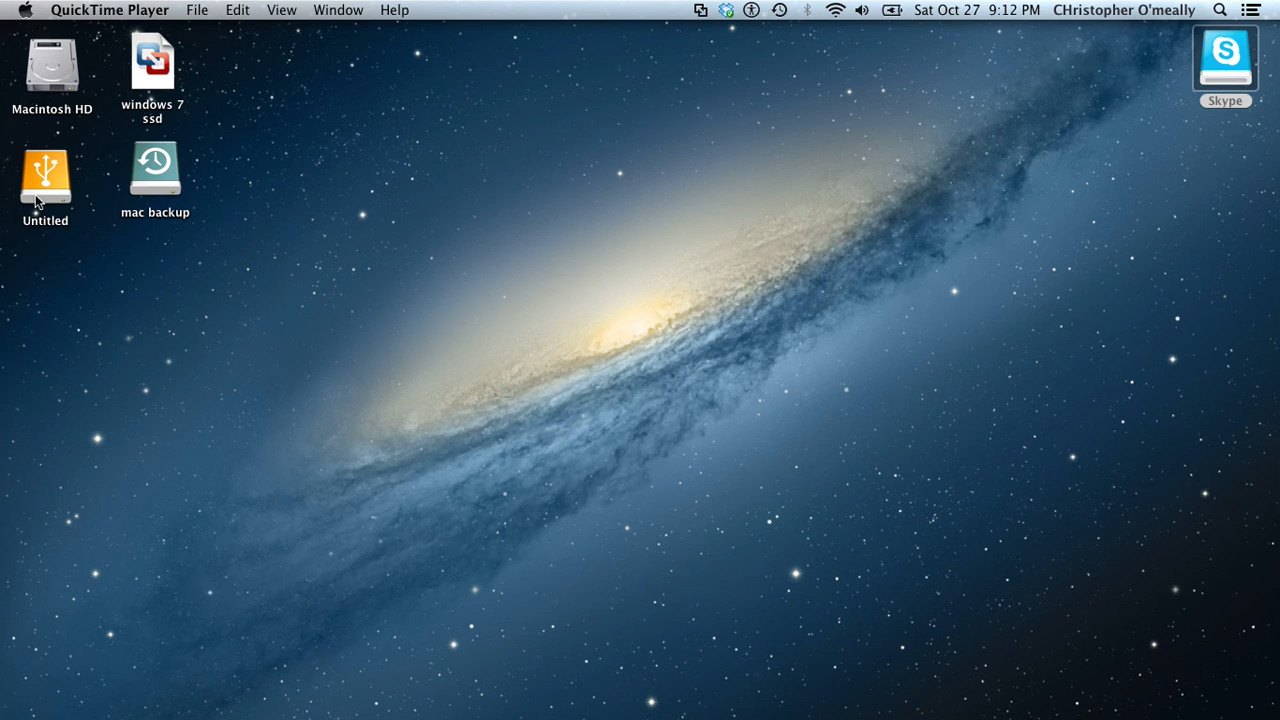 QuickTime Player File Edit View Window Help Sat Oct 27 9:12 PM CHristopher O'meally
Macintosh HD
windows 7
ssd
Skype
Untitled
mac backup